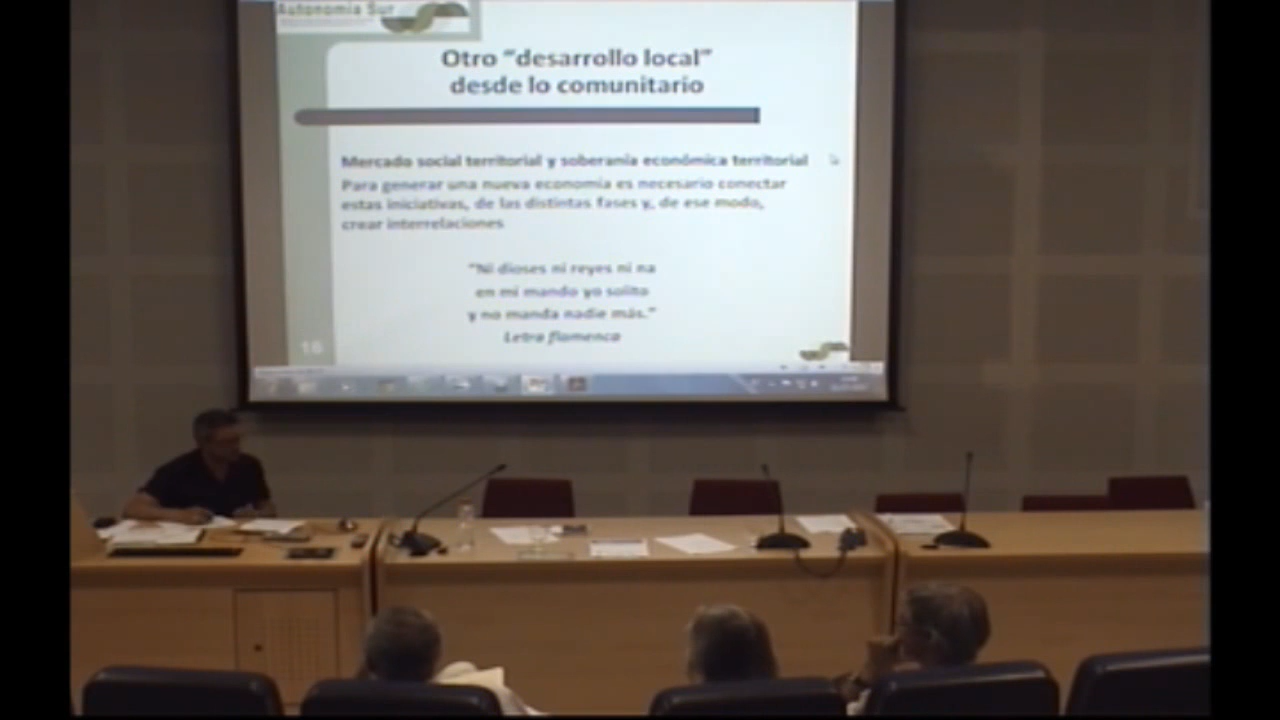 Autonomía Sur
Otro “desarrollo local”
desde lo comunitario
Mercado social territorial y soberanía económica territorial
Para generar una nueva economía es necesario conectar
estas iniciativas, de las distintas fases y, de ese modo,
crear interrelaciones
“Ni dioses ni reyes ni na
en mi mando yo solito
y no manda nadie más.”
Letra flamenca
16